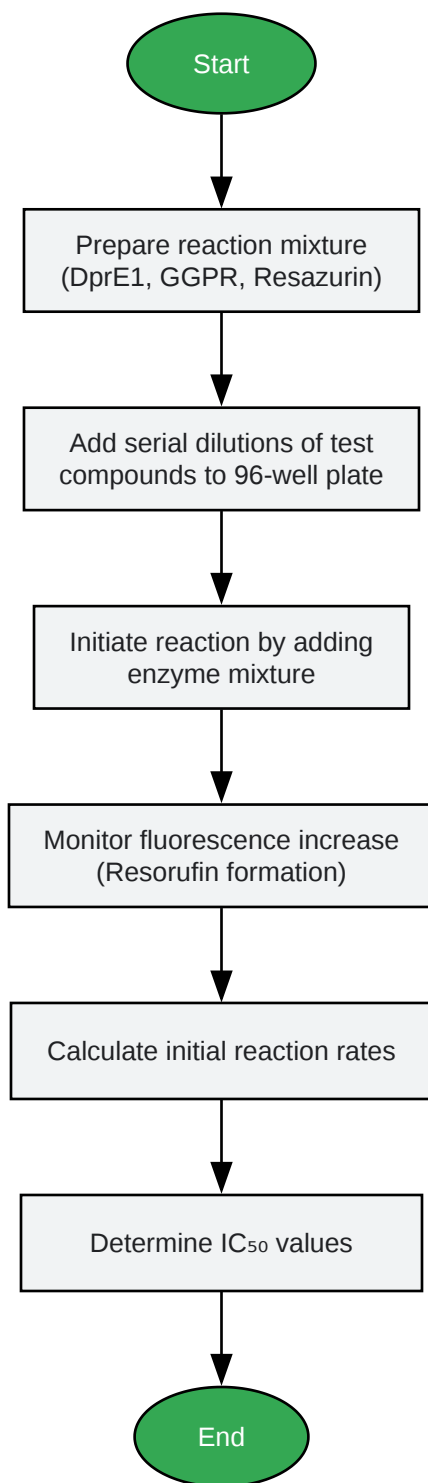 Start
Prepare reaction mixture
(DprE1, GGPR, Resazurin)
Add serial dilutions of test
compounds to 96-well plate
Initiate reaction by adding
enzyme mixture
Monitor fluorescence increase
(Resorufin formation)
Calculate initial reaction rates
Determine IC₅₀ values
End